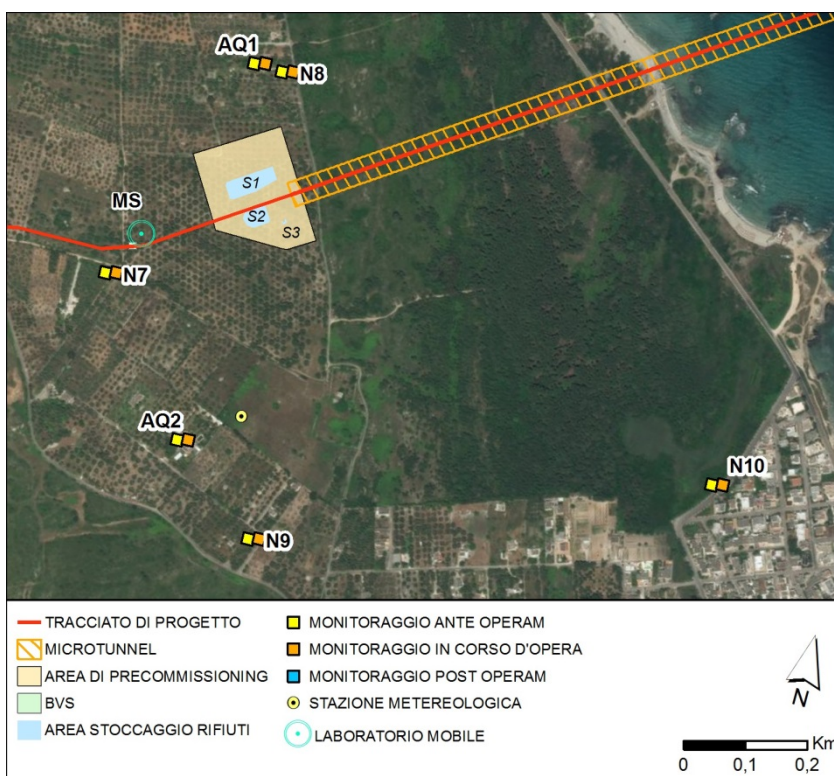 AQ1
N8
S1
S2
S3
MS
N7
AQ2
N10
N9
TRACCIATO DI PROGETTO
MICROTUNNEL
AREA DI PRECOMMISSIONING
BVS
AREA STOCCAGGIO RIFIUTI
MONITORAGGIO ANTE OPERAM
MONITORAGGIO IN CORSO D'OPERA
MONITORAGGIO POST OPERAM
STAZIONE METEREOLOGICA
LABORATORIO MOBILE
N
Km
0 0,1 0,2